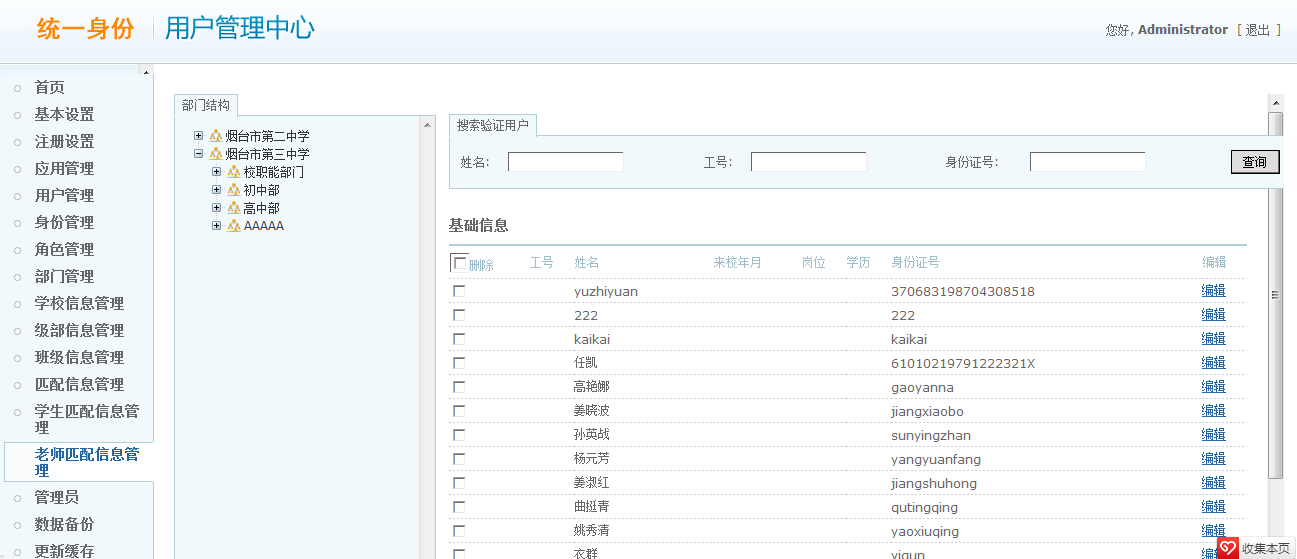 统一身份 用户管理中心 您好, Administrator [ 退出 ]
首页
基本设置
注册设置
应用管理
用户管理
身份管理
角色管理
部门管理
学校信息管理
级部信息管理
班级信息管理
匹配信息管理
学生匹配信息管
理
老师匹配信息管
理
管理员
数据备份
更新缓存
部门结构
烟台市第二中学
烟台市第三中学
校职能部门
初中部
高中部
AAAAA
搜索验证用户
姓名: 工号: 身份证号: 查询
基础信息
删除 工号 姓名 来校年月 岗位 学历 身份证号 编辑
yuzhiyuan 370683198704308518 编辑
222 222 编辑
kaikai kaikai 编辑
任凯 61010219791222321X 编辑
高艳娜 gaoyanna 编辑
姜晓波 jiangxiaobo 编辑
孙英战 sunyingzhan 编辑
杨元芳 yangyuanfang 编辑
姜淑红 jiangshuhong 编辑
曲挺青 qutingqing 编辑
姚秀清 yaoxiuqing 编辑
衣群 yiqun 编辑
收集本页